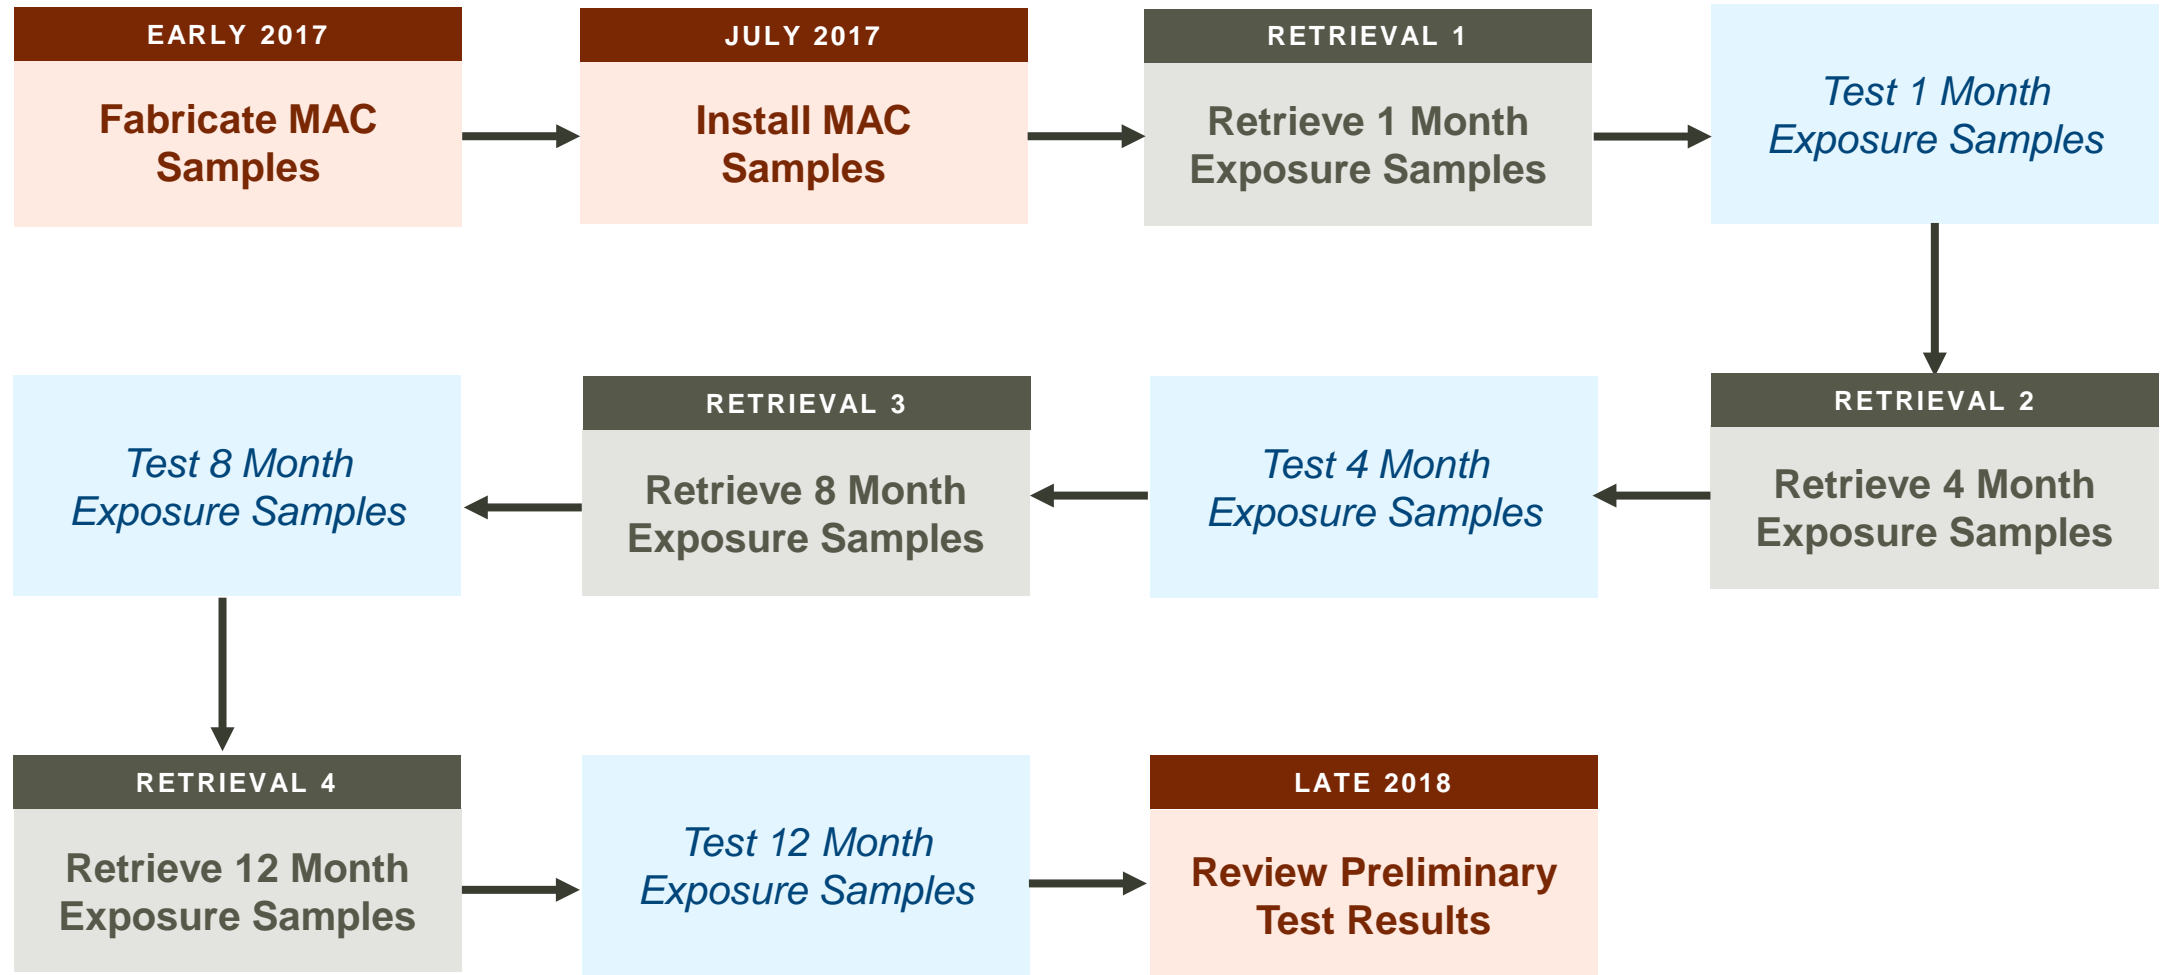 EARLY 2017
Fabricate MAC
Samples
JULY 2017
Install MAC
Samples
RETRIEVAL 1
Retrieve 1 Month
Exposure Samples
Test 1 Month
Exposure Samples
RETRIEVAL 2
Retrieve 4 Month
Exposure Samples
Test 4 Month
Exposure Samples
RETRIEVAL 3
Retrieve 8 Month
Exposure Samples
Test 8 Month
Exposure Samples
RETRIEVAL 4
Retrieve 12 Month
Exposure Samples
Test 12 Month
Exposure Samples
LATE 2018
Review Preliminary
Test Results